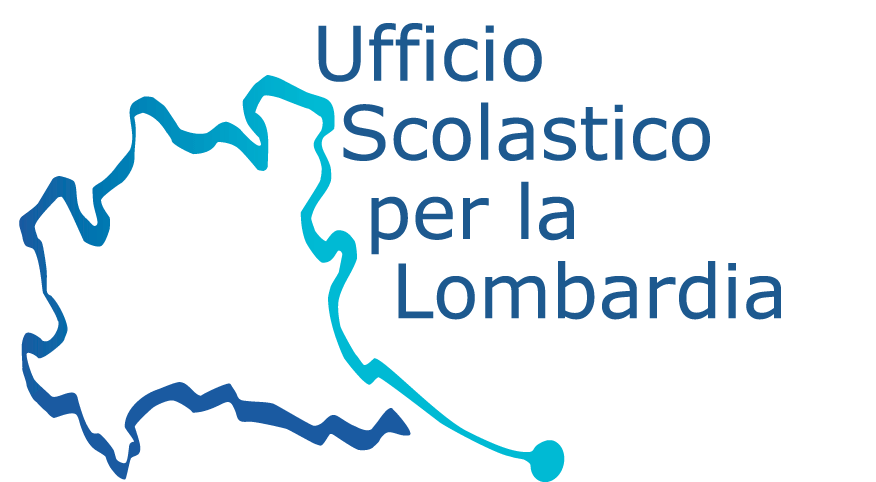 Ufficio
Scolastico
per la
Lombardia